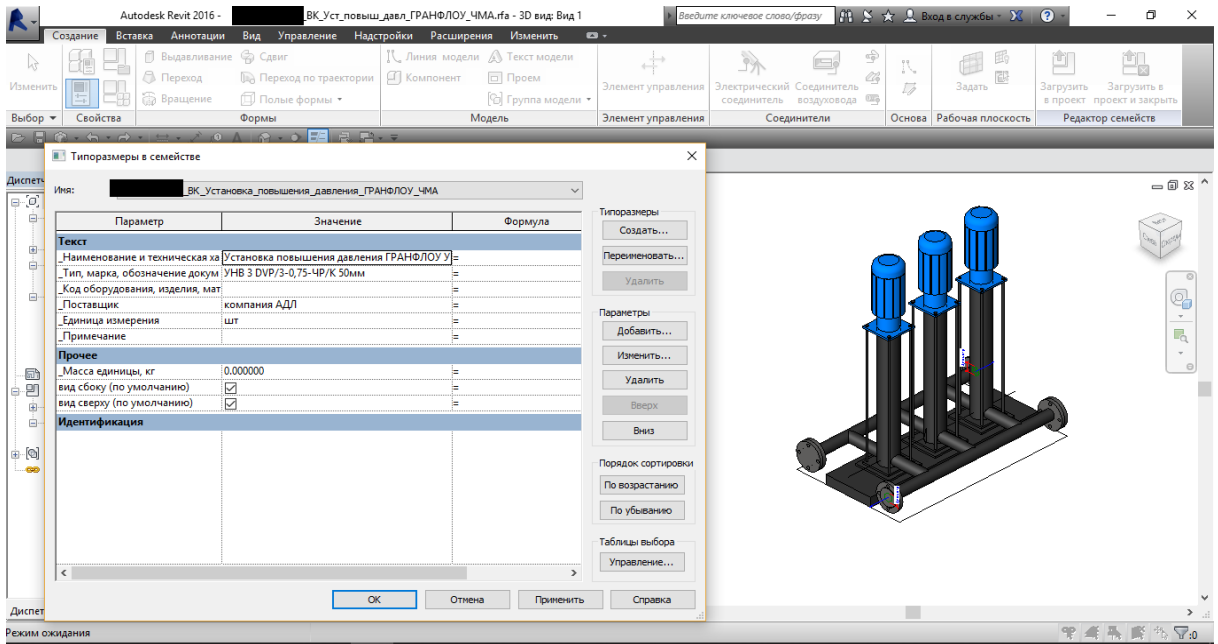 Autodesk Revit 2016 - _ВК_Уст_повыш_давл_ГРАНФЛОУ_ЧМА.rfa - 3D вид: Вид 1
Введите ключевое слово/фразу
Вход в службы
Создание Вставка Аннотации Вид Управление Надстройки Расширения Изменить
Выдавливание Сдвиг Линия модели Текст модели
Переход Переход по траектории Компонент Проем
Вращение Полые формы Группа модели
Изменить
Элемент управления
Электрический соединитель
Соединитель воздуховода
Задать
Загрузить в проект
Загрузить в проект и закрыть
Выбор Свойства Формы Модель Элемент управления Соединители Основа Рабочая плоскость Редактор семейств
Типоразмеры в семействе
Диспетч
Имя: _ВК_Установка_повышения_давления_ГРАНФЛОУ_ЧМА
Параметр Значение Формула
Текст
_Наименование и техническая ха Установка повышения давления ГРАНФЛОУ У =
_Тип, марка, обозначение докум УНВ 3 DVP/3-0,75-ЧР/К 50мм =
_Код оборудования, изделия, мат =
_Поставщик компания АДЛ =
_Единица измерения шт =
_Примечание =
Прочее
_Масса единицы, кг 0.000000 =
вид сбоку (по умолчанию) =
вид сверху (по умолчанию) =
Идентификация
Типоразмеры
Создать...
Переименовать...
Удалить
Параметры
Добавить...
Изменить...
Удалить
Вверх
Вниз
Порядок сортировки
По возрастанию
По убыванию
Таблицы выбора
Управление...
OK Отмена Применить Справка
Диспет
Режим ожидания
:0